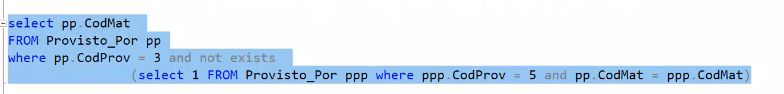 select pp.CodMat
FROM Provisto_Por pp
where pp.CodProv = 3 and not exists
(select 1 FROM Provisto_Por ppp where ppp.CodProv = 5 and pp.CodMat = ppp.CodMat)